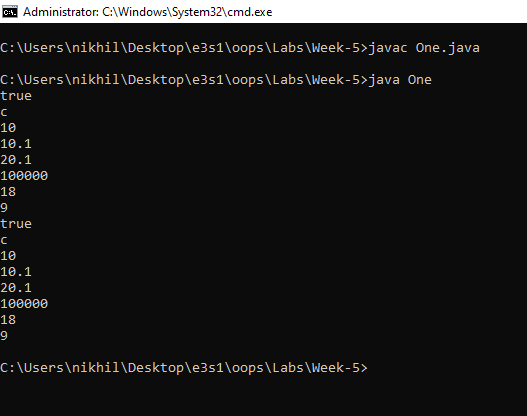 Administrator: C:\Windows\System32\cmd.exe
C:\Users\nikhil\Desktop\e3s1\oops\Labs\Week-5>javac One.java
C:\Users\nikhil\Desktop\e3s1\oops\Labs\Week-5>java One
true
c
10
10.1
20.1
100000
18
9
true
c
10
10.1
20.1
100000
18
9
C:\Users\nikhil\Desktop\e3s1\oops\Labs\Week-5>